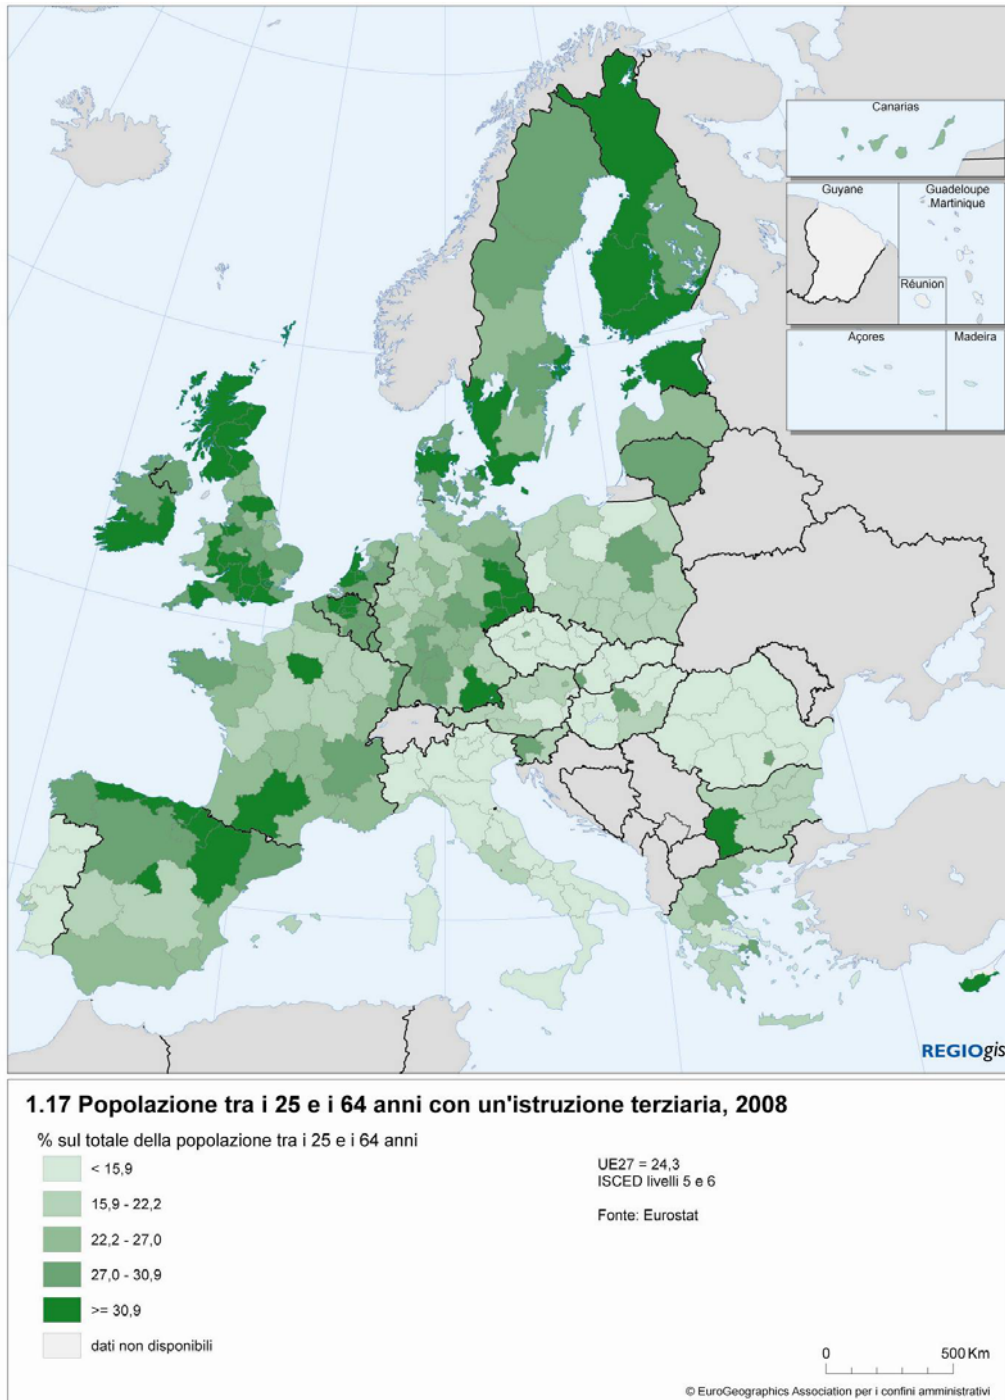 Canarias
Guyane
Guadeloupe
Martinique
Réunion
Açores
Madeira
REGIOgis
1.17 Popolazione tra i 25 e i 64 anni con un'istruzione terziaria, 2008
% sul totale della popolazione tra i 25 e i 64 anni
< 15,9
15,9 - 22,2
22,2 - 27,0
27,0 - 30,9
>= 30,9
dati non disponibili
UE27 = 24,3
ISCED livelli 5 e 6
Fonte: Eurostat
0 500 Km
© EuroGeographics Association per i confini amministrativi